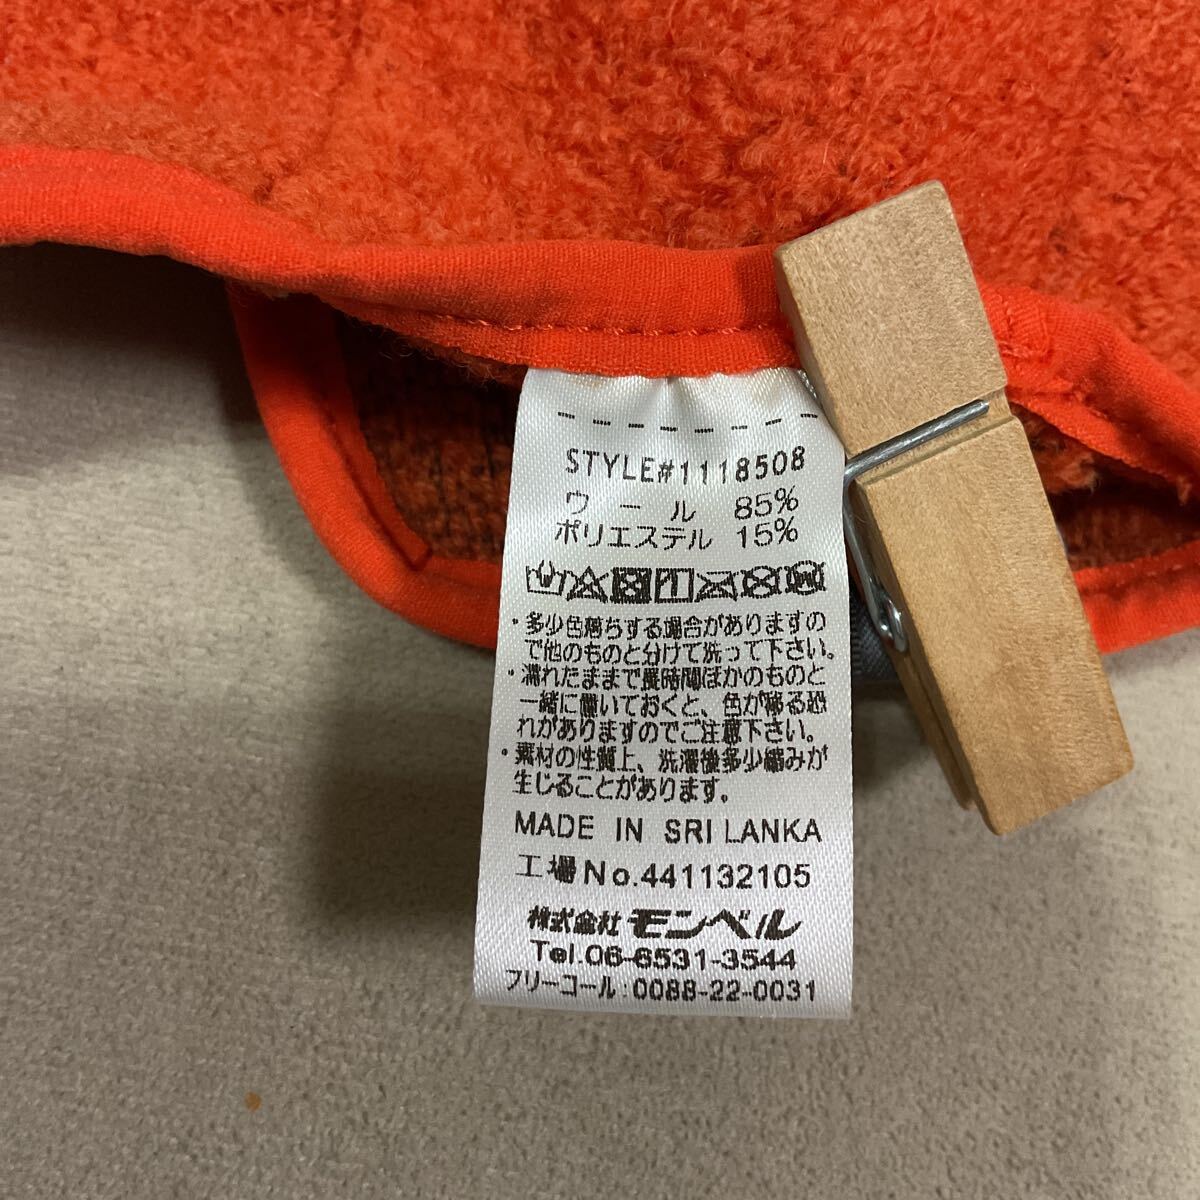 STYLE#1118508
ウール 85%
ポリエステル 15%
・多少色落ちする場合がありますの
で他のものと分けて洗って下さい。
・濡れたままで長時間ほかのものと
一緒に置いておくと、色が移る恐
れがありますのでご注意下さい。
・素材の性質上、洗濯後多少縮みが
生じることがあります。
MADE IN SRI LANKA
工場No.441132105
株式会社モンベル
Tel.06-6531-3544
フリーコール:0088-22-0031